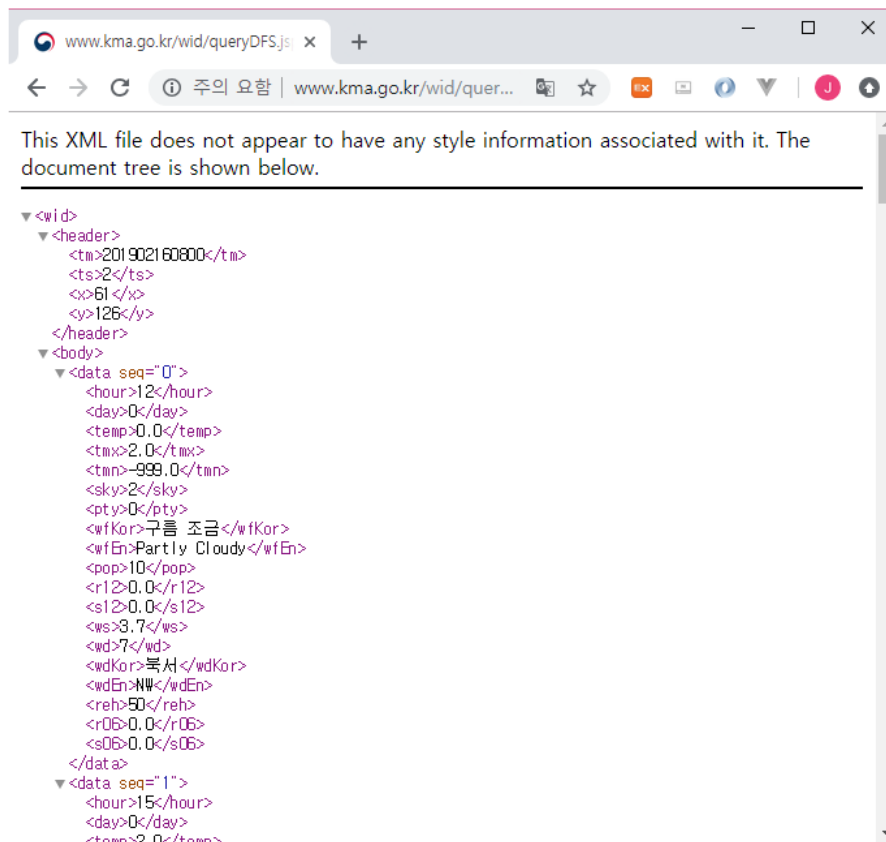 www.kma.go.kr/wid/queryDFS.js
주의 요함 | www.kma.go.kr/wid/quer...
EX
J
This XML file does not appear to have any style information associated with it. The
document tree is shown below.
▼<wid>
▼<header>
<tm>201902160800</tm>
<ts>2</ts>
<x>61</x>
<y>126</y>
</header>
▼<body>
▼<data seq="0">
<hour>12</hour>
<day>0</day>
<temp>0.0</temp>
<tmx>2.0</tmx>
<tmn>-999.0</tmn>
<sky>2</sky>
<pty>0</pty>
<wfKor>구름 조금</wfKor>
<wfEn>Partly Cloudy</wfEn>
<pop>10</pop>
<r12>0.0</r12>
<s12>0.0</s12>
<ws>3.7</ws>
<wd>7</wd>
<wdKor>북서</wdKor>
<wdEn>NW</wdEn>
<reh>50</reh>
<r06>0.0</r06>
<s06>0.0</s06>
</data>
▼<data seq="1">
<hour>15</hour>
<day>0</day>
<temp>2.0</temp>